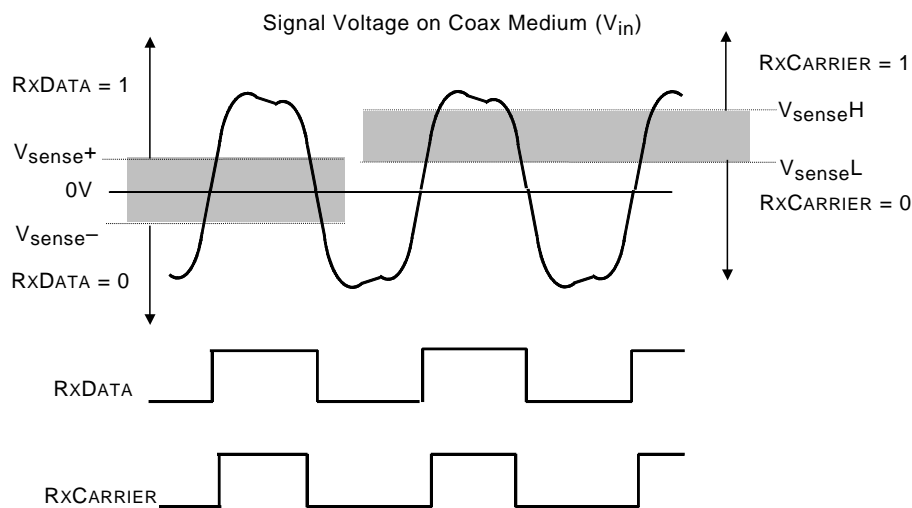 Signal Voltage on Coax Medium (Vin)
RXDATA = 1
RXCARRIER = 1
VsenseH
Vsense+
0V
VsenseL
RXCARRIER = 0
Vsense–
RXDATA = 0
RXDATA
RXCARRIER